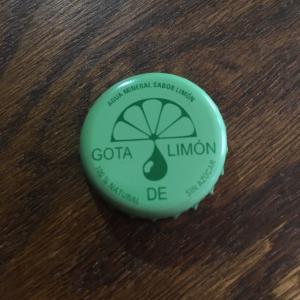 AGUA MINERAL SABOR LIMÓN
GOTA LIMÓN
DE
100% NATURAL
SIN AZÚCAR